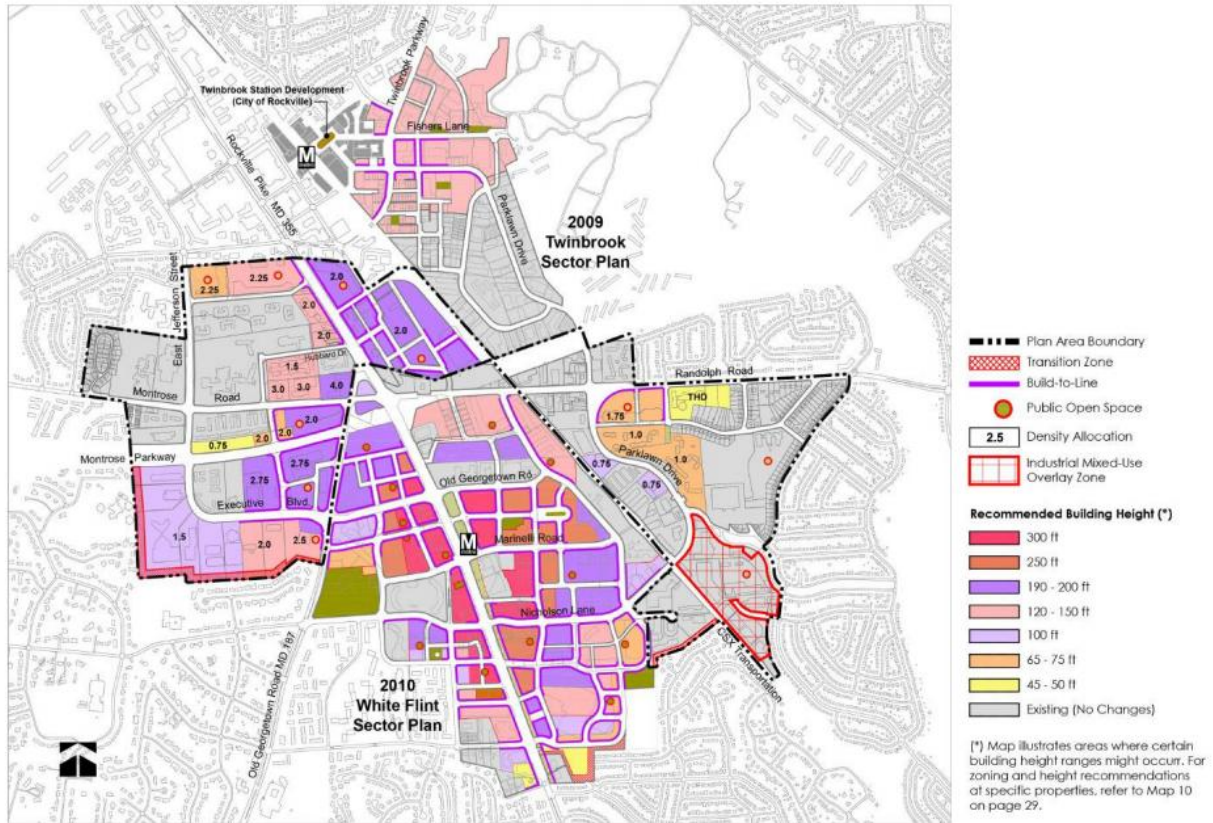 Twinbrook Station Development
(City of Rockville)
Twinbrook Parkway
Fishers Lane
M
Rockville Pike MD 355
Parklawn Drive
2009
Twinbrook
Sector Plan
East Jefferson Street
2.25
2.25
2.0
2.0
2.0
2.0
Hubbard Dr
1.5
3.0
3.0
4.0
Montrose Road
Randolph Road
THD
1.75
1.0
1.0
Parklawn Drive
0.75
0.75
2.0
2.0
2.0
0.75
Montrose Parkway
2.75
2.75
Executive Blvd.
1.5
2.0
2.5
Old Georgetown Rd
Marinelli Road
M
Nicholson Lane
CSX Transportation
Old Georgetown Road MD 187
2010
White Flint
Sector Plan
Plan Area Boundary
Transition Zone
Build-to-Line
Public Open Space
2.5 Density Allocation
Industrial Mixed-Use
Overlay Zone
Recommended Building Height (*)
300 ft
250 ft
190 - 200 ft
120 - 150 ft
100 ft
65 - 75 ft
45 - 50 ft
Existing (No Changes)
(*) Map illustrates areas where certain
building height ranges might occurr. For
zoning and height recommendations
at specific properties, refer to Map 10
on page 29.